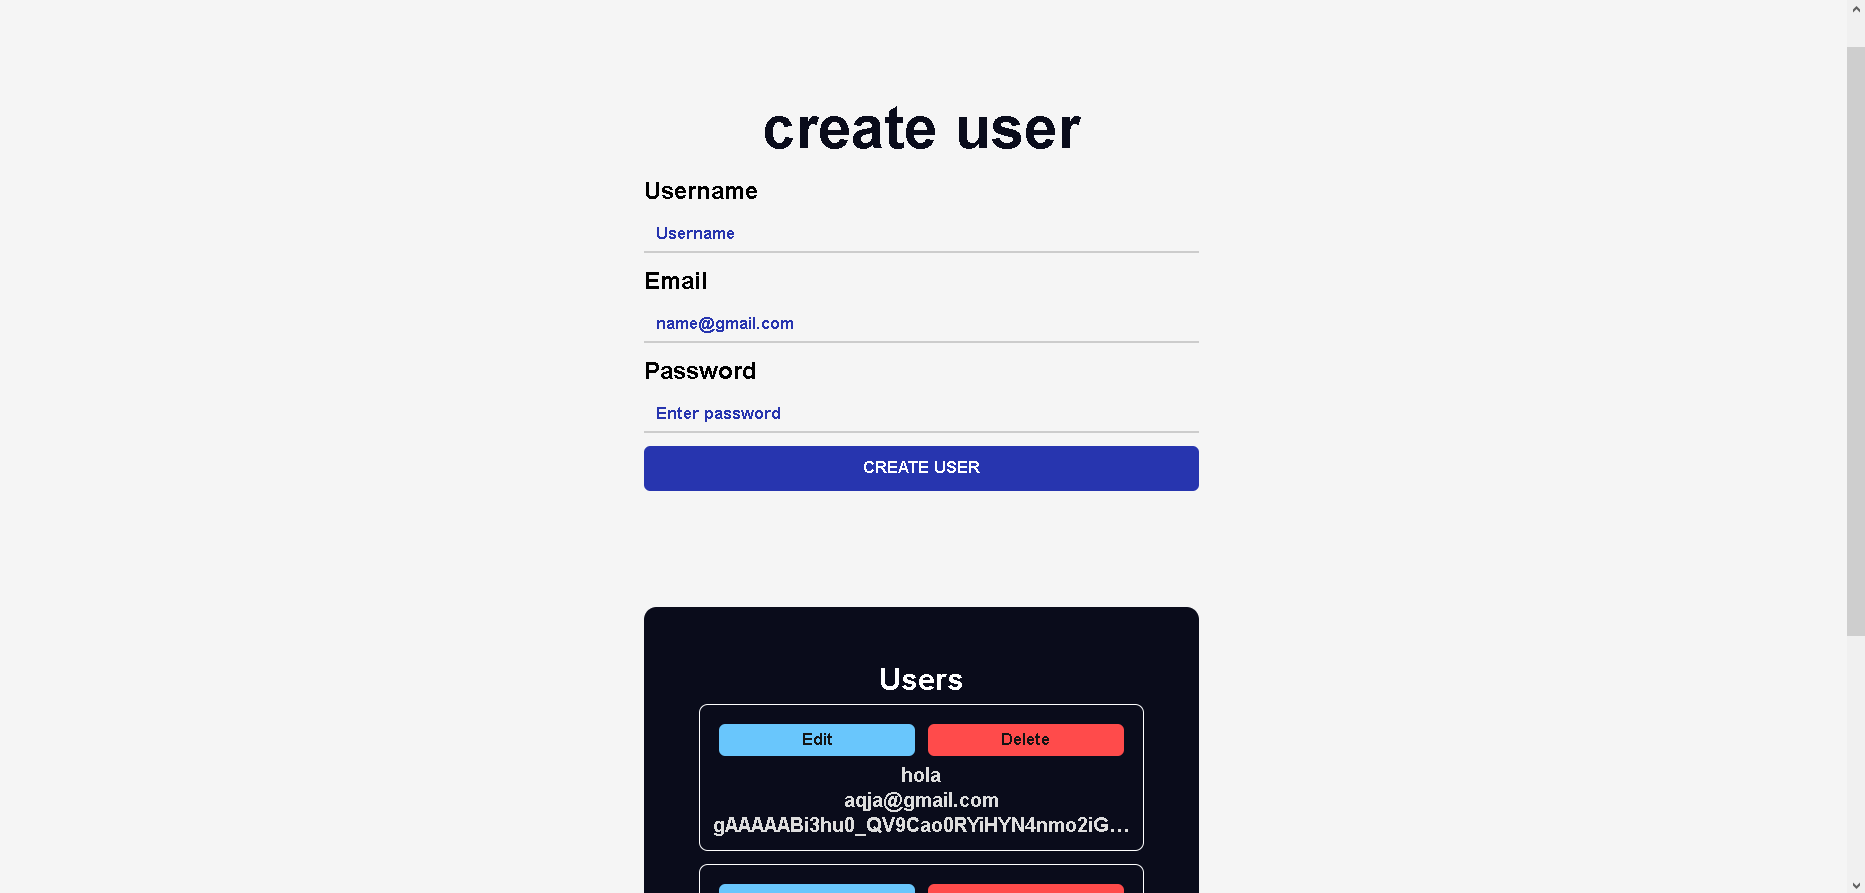 create user
Username
Username
Email
name@gmail.com
Password
Enter password
CREATE USER
Users
Edit Delete
hola
aqja@gmail.com
gAAAAABi3hu0_QV9Cao0RYiHYN4nmo2iG...